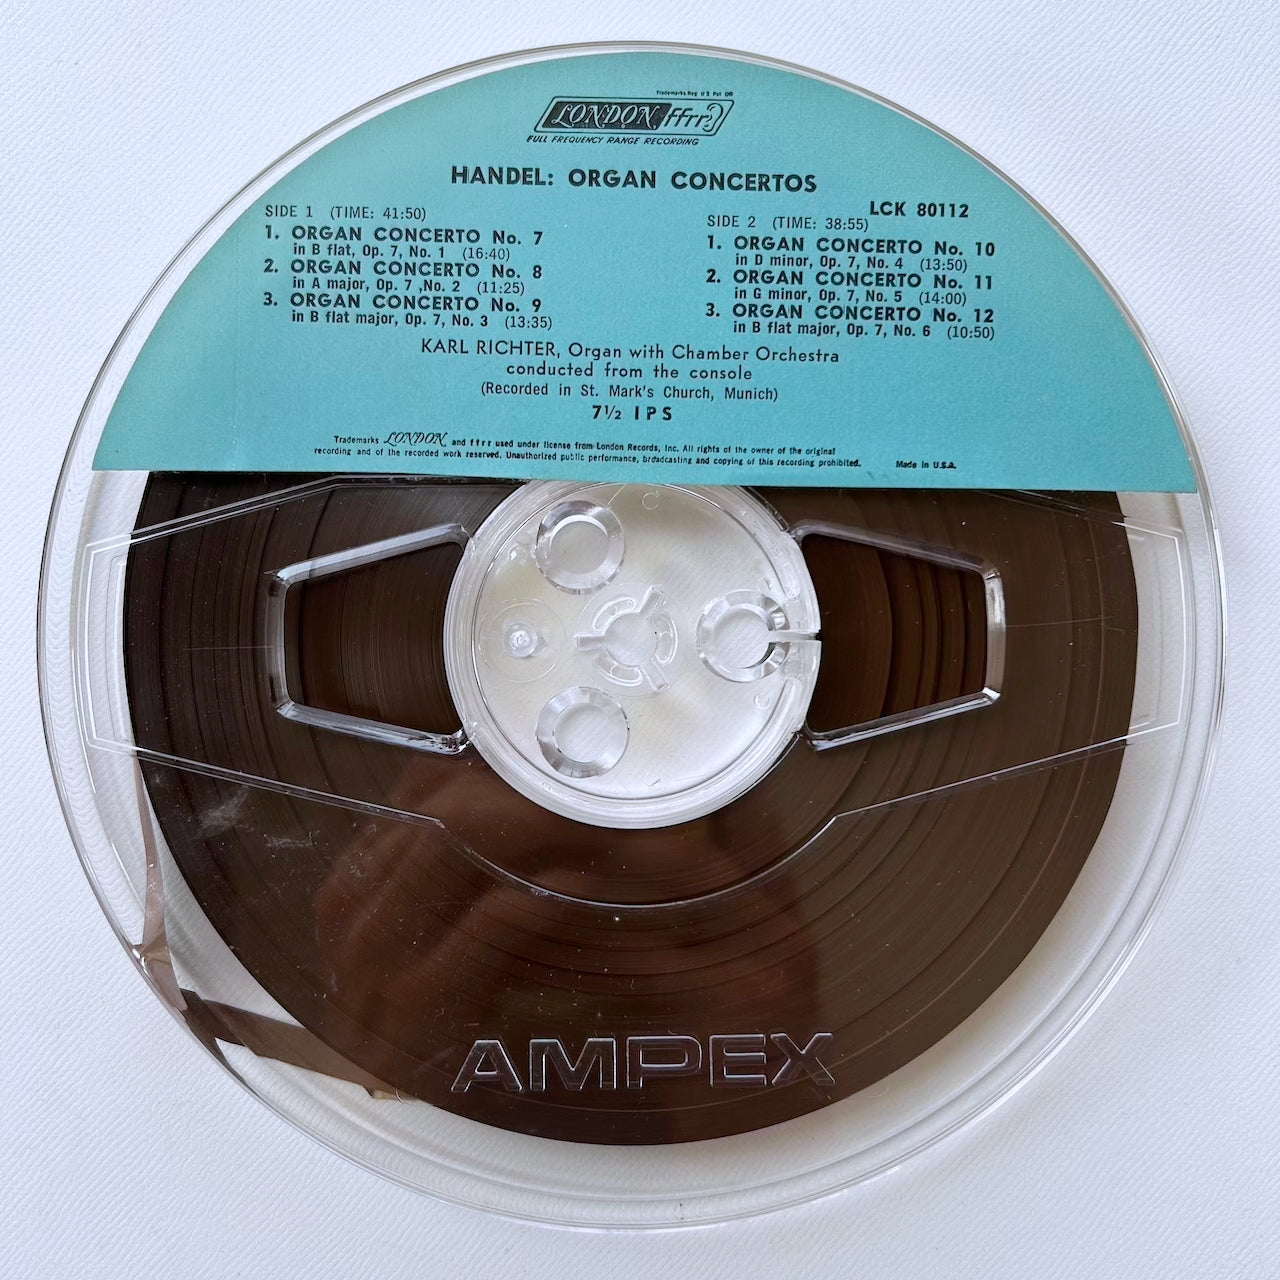 Trademarks Reg. U S Pat Off.
LONDON ffrr
FULL FREQUENCY RANGE RECORDING
HANDEL: ORGAN CONCERTOS
LCK 80112
SIDE 1 (TIME: 41:50)
1. ORGAN CONCERTO No. 7
in B flat, Op. 7, No. 1 (16:40)
2. ORGAN CONCERTO No. 8
in A major, Op. 7 ,No. 2 (11:25)
3. ORGAN CONCERTO No. 9
in B flat major, Op. 7, No. 3 (13:35)
SIDE 2 (TIME: 38:55)
1. ORGAN CONCERTO No. 10
in D minor, Op. 7, No. 4 (13:50)
2. ORGAN CONCERTO No. 11
in G minor, Op. 7, No. 5 (14:00)
3. ORGAN CONCERTO No. 12
in B flat major, Op. 7, No. 6 (10:50)
KARL RICHTER, Organ with Chamber Orchestra
conducted from the console
(Recorded in St. Mark's Church, Munich)
7½ IPS
Trademarks LONDON and ffrr used under license from London Records, Inc. All rights of the owner of the original
recording and of the recorded work reserved. Unauthorized public performance, brdadcasting and copying of this recording prohibited. Made in U.S.A.
AMPEX